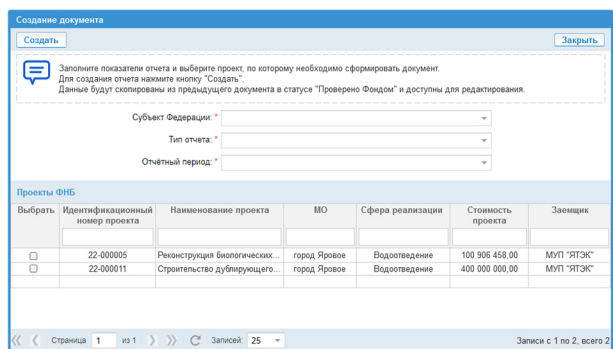 Создание документа
Создать
Закрыть
Заполните показатели отчета и выберите проект, по которому необходимо сформировать документ.
Для создания отчета нажмите кнопку "Создать".
Данные будут скопированы из предыдущего документа в статусе "Проверено Фондом" и доступны для редактирования.
Субъект Федерации: *
Тип отчета: *
Отчётный период: *
Проекты ФНБ
Выбрать Идентификационный номер проекта Наименование проекта МО Сфера реализации Стоимость проекта Заемщик
22-000005 Реконструкция биологических... город Яровое Водоотведение 100 906 458,00 МУП "ЯТЭК"
22-000011 Строительство дублирующего... город Яровое Водоотведение 400 000 000,00 МУП "ЯТЭК"
Страница 1 из 1 Записей: 25 Записи с 1 по 2, всего 2